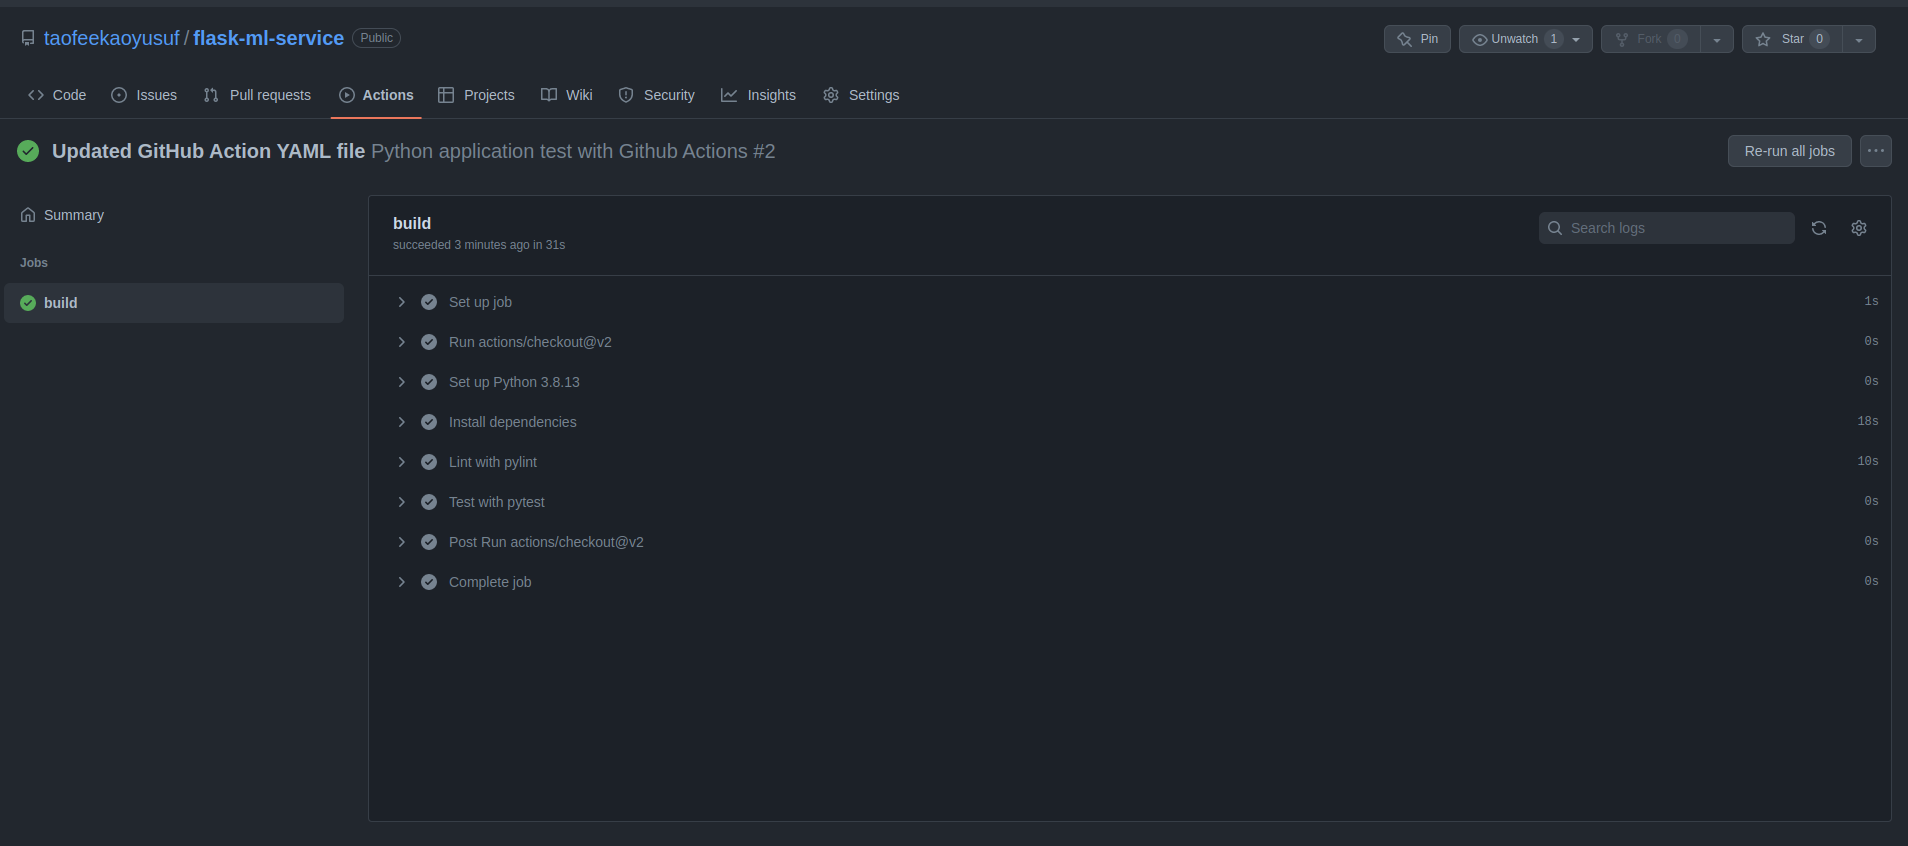 taofeekaoyusuf / flask-ml-service Public
Pin Unwatch 1 Fork 0 Star 0
Code Issues Pull requests Actions Projects Wiki Security Insights Settings
Updated GitHub Action YAML file Python application test with Github Actions #2
Re-run all jobs
Summary
Jobs
build
build
succeeded 3 minutes ago in 31s
Search logs
Set up job 1s
Run actions/checkout@v2 0s
Set up Python 3.8.13 0s
Install dependencies 18s
Lint with pylint 10s
Test with pytest 0s
Post Run actions/checkout@v2 0s
Complete job 0s